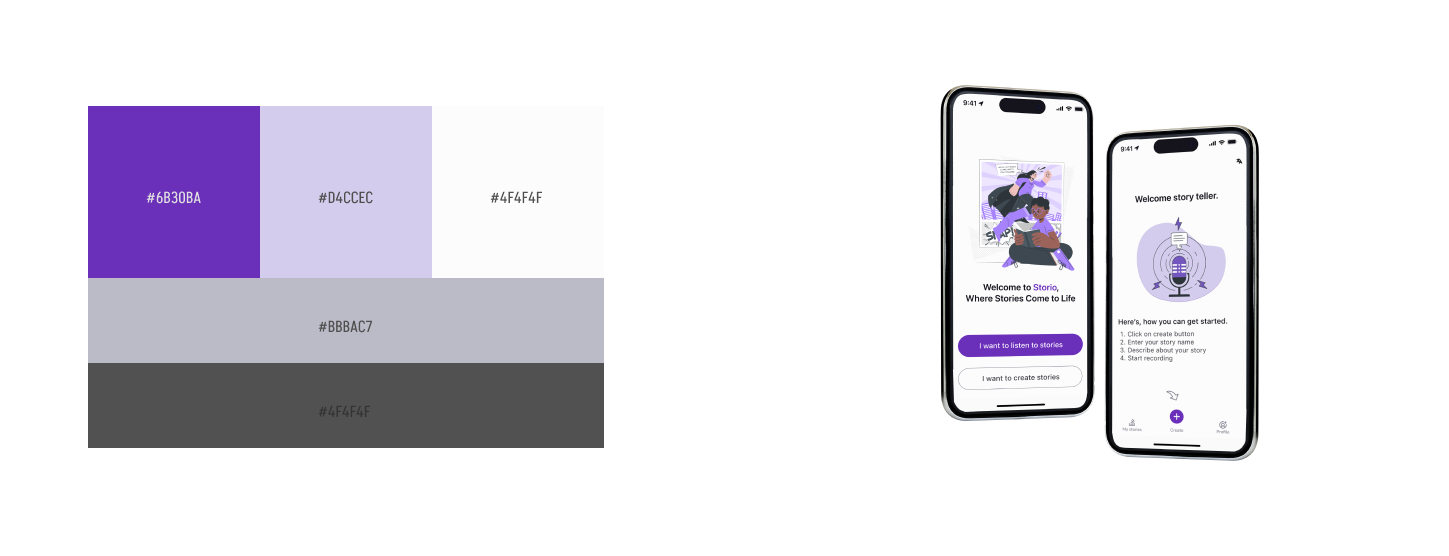 #6B30BA
#D4CCEC
#4F4F4F
#BBBAC7
#4F4F4F
9:41
Welcome to Storio,
Where Stories Come to Life
I want to listen to stories
I want to create stories
9:41
Welcome story teller.
Here's, how you can get started.
1. Click on create button
2. Enter your story name
3. Describe about your story
4. Start recording
My stories
Create
Profile